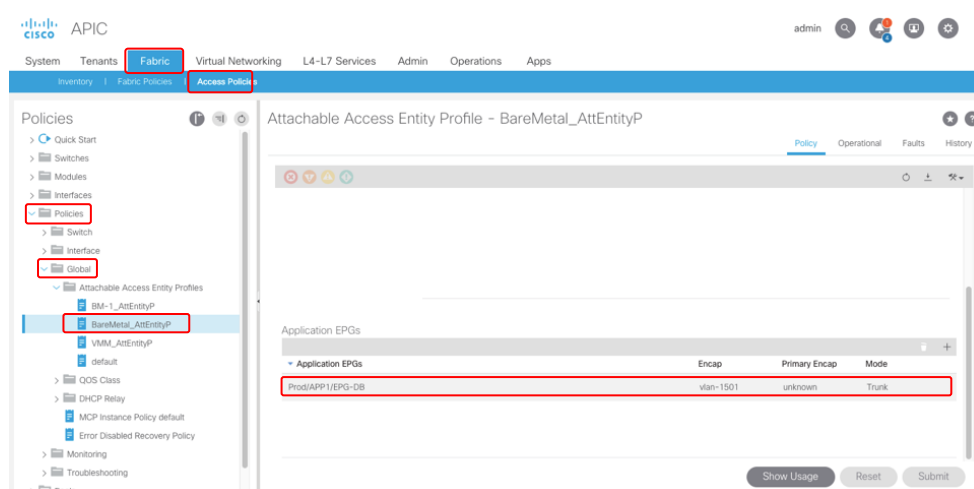 cisco APIC admin 1 4
System Tenants Fabric Virtual Networking L4-L7 Services Admin Operations Apps
Inventory | Fabric Policies | Access Policies
Policies
Quick Start
Switches
Modules
Interfaces
Policies
Switch
Interface
Global
Attachable Access Entity Profiles
BM-1_AttEntityP
BareMetal_AttEntityP
VMM_AttEntityP
default
QOS Class
DHCP Relay
MCP Instance Policy default
Error Disabled Recovery Policy
Monitoring
Troubleshooting
Attachable Access Entity Profile - BareMetal_AttEntityP
Policy Operational Faults History
Application EPGs
Application EPGs Encap Primary Encap Mode
Prod/APP1/EPG-DB vlan-1501 unknown Trunk
Show Usage Reset Submit